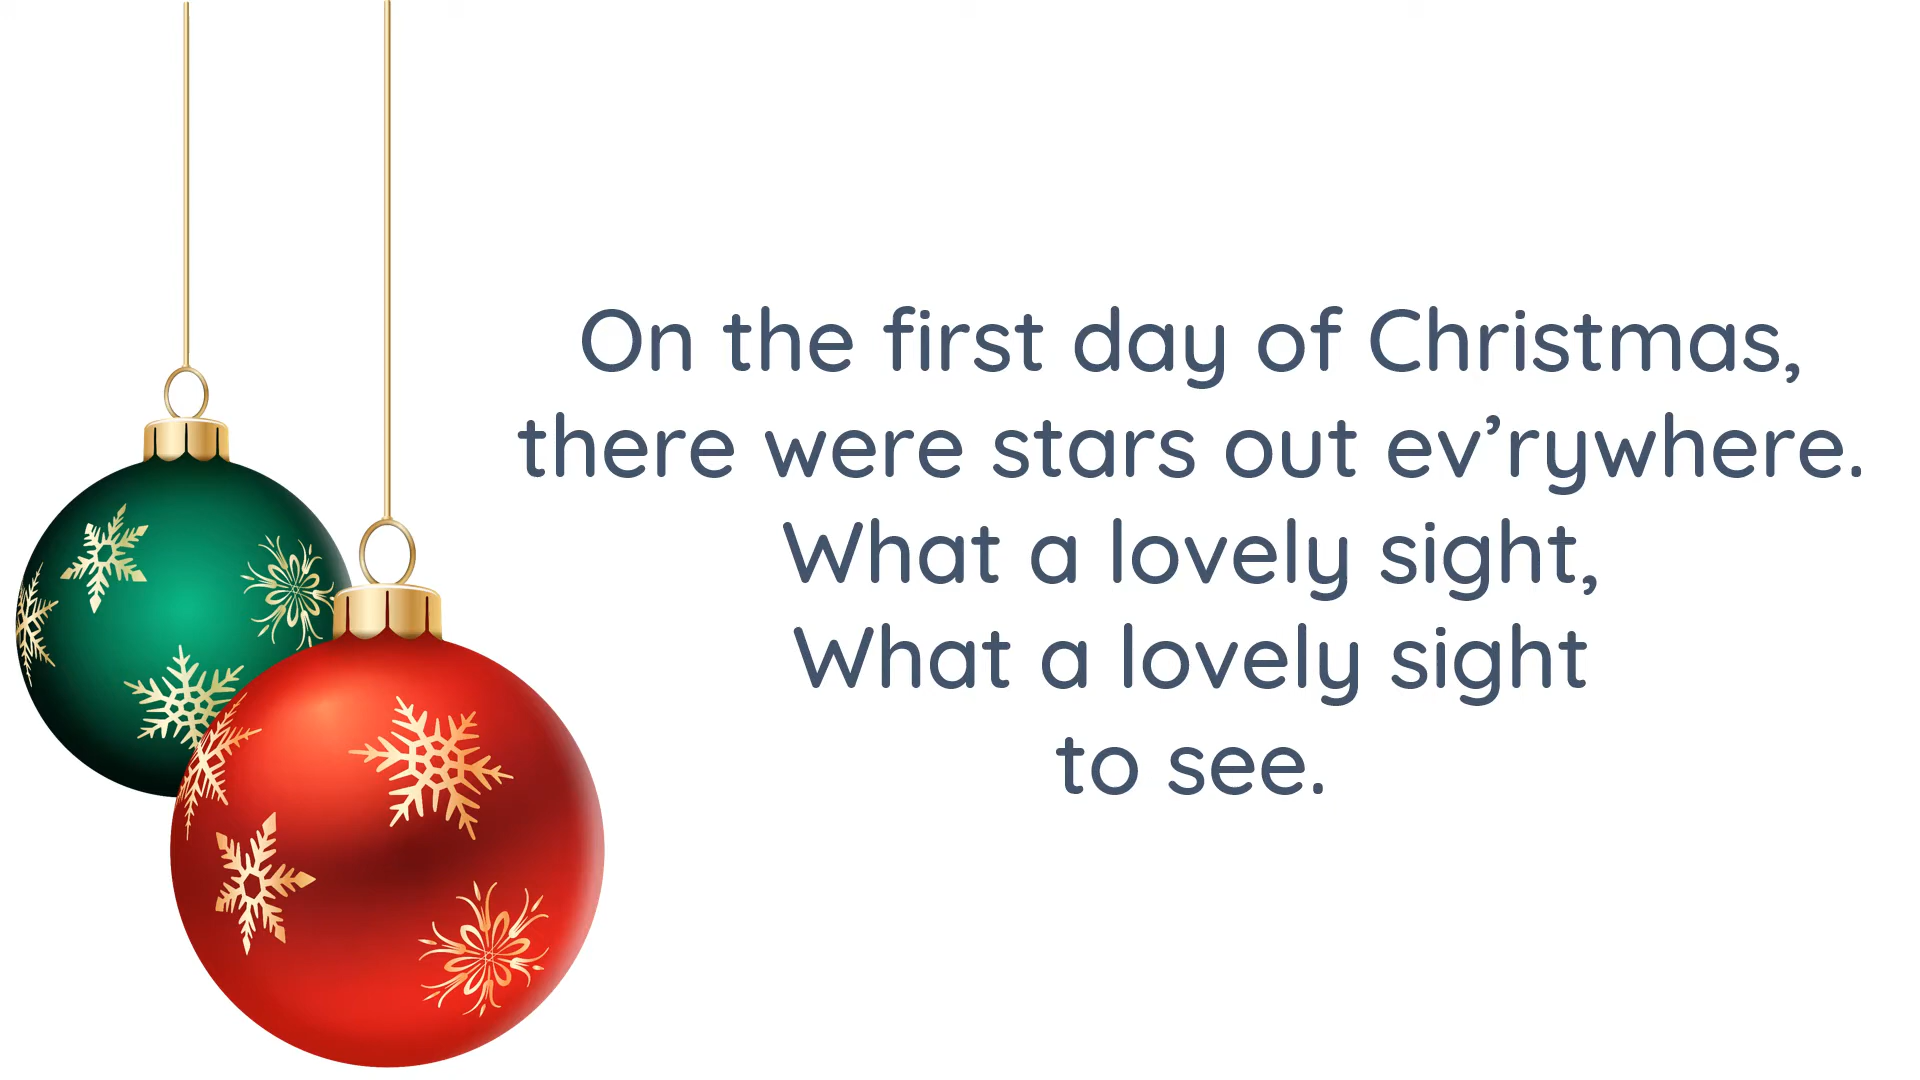 On the first day of Christmas,
there were stars out ev’rywhere.
What a lovely sight,
What a lovely sight
to see.